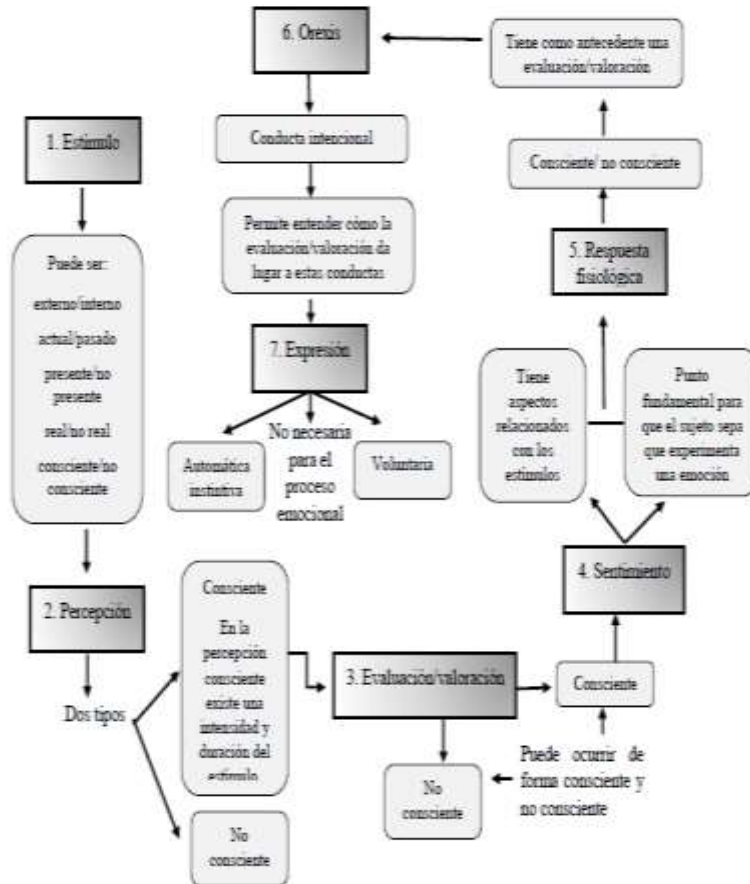 1. Estímulo
Puede ser:
externo/interno
actual/pasado
presente/no
presente
real/no real
consciente/no
consciente
2. Percepción
Dos tipos
Consciente
En la
percepción
consciente
existe una
intensidad y
duración del
estímulo
No
consciente
3. Evaluación/valoración
No
consciente
Puede ocurrir de
forma consciente y
no consciente
Consciente
4. Sentimiento
Tiene
aspectos
relacionados
con los
estímulos
Punto
fundamental para
que el sujeto sepa
que experimenta
una emoción
5. Respuesta
fisiológica
Consciente/ no consciente
Tiene como antecedente una
evaluación/valoración
6. Orexis
Conducta intencional
Permite entender cómo la
evaluación/valoración da
lugar a estas conductas
7. Expresión
Automática
instintiva
No necesaria
para el
proceso
emocional
Voluntaria